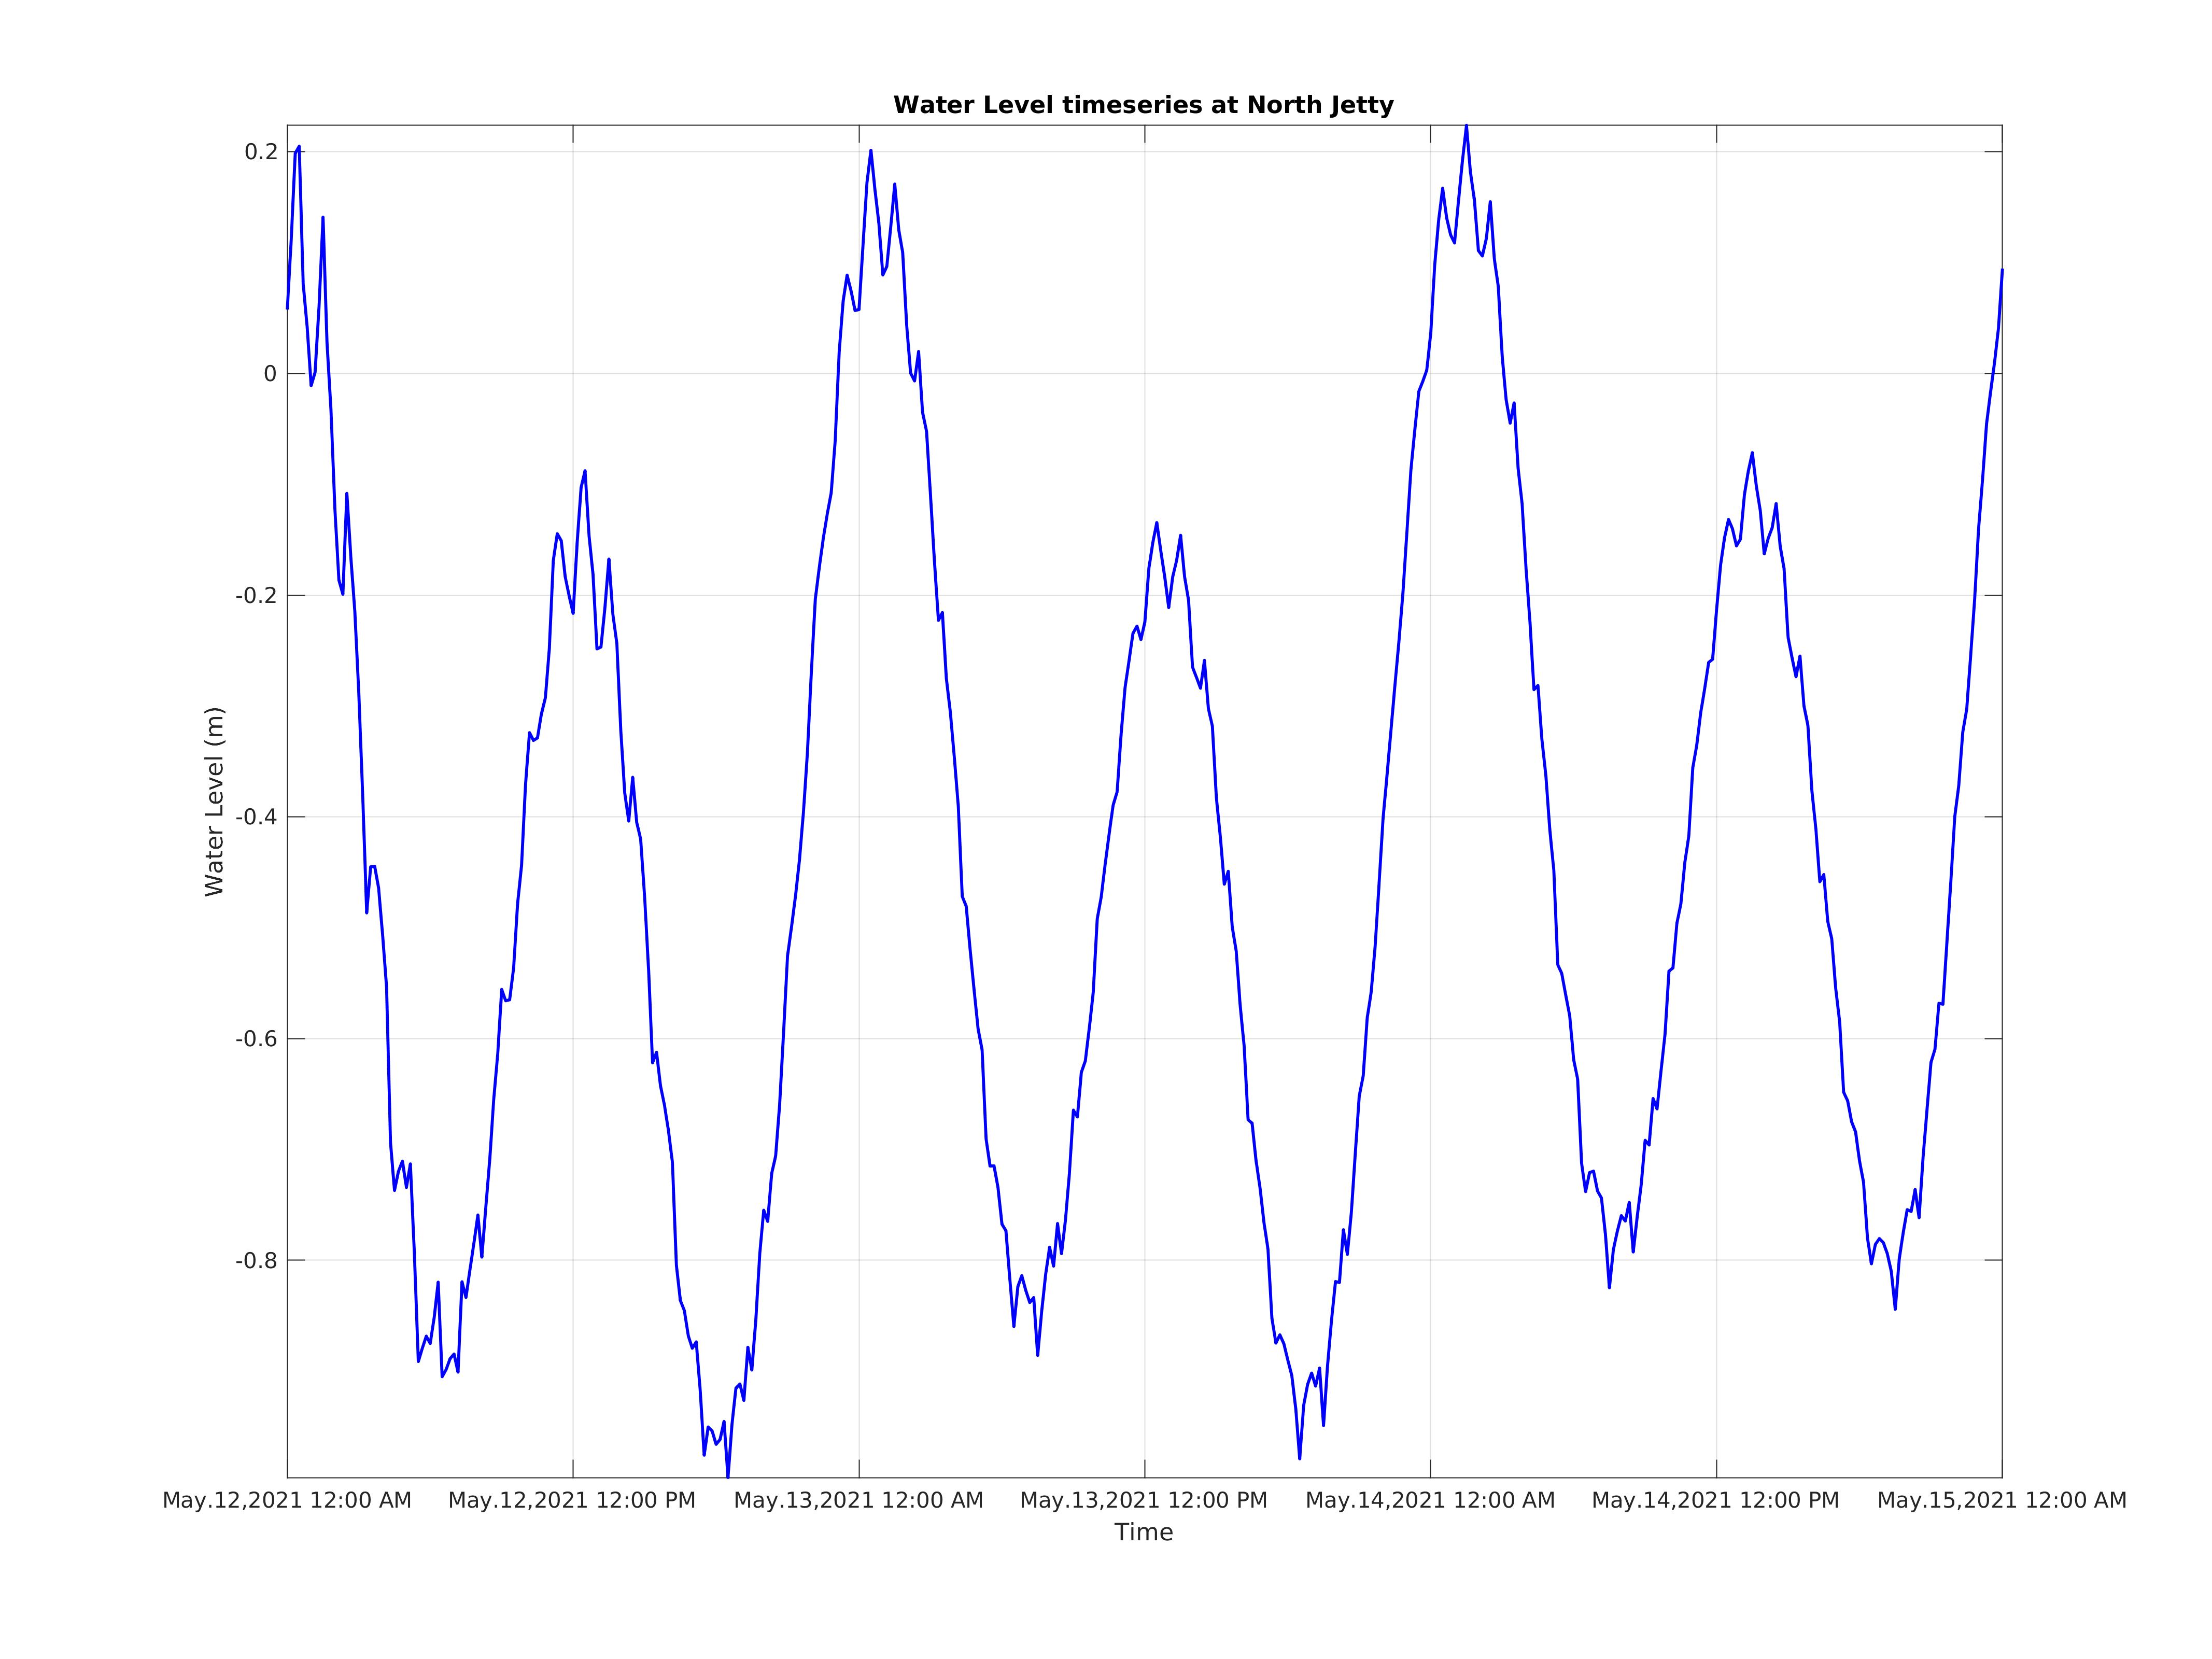 Water Level timeseries at North Jetty
0.2
0
-0.2
-0.4
-0.6
-0.8
Water Level (m)
May.12,2021 12:00 AM
May.12,2021 12:00 PM
May.13,2021 12:00 AM
May.13,2021 12:00 PM
May.14,2021 12:00 AM
May.14,2021 12:00 PM
May.15,2021 12:00 AM
Time